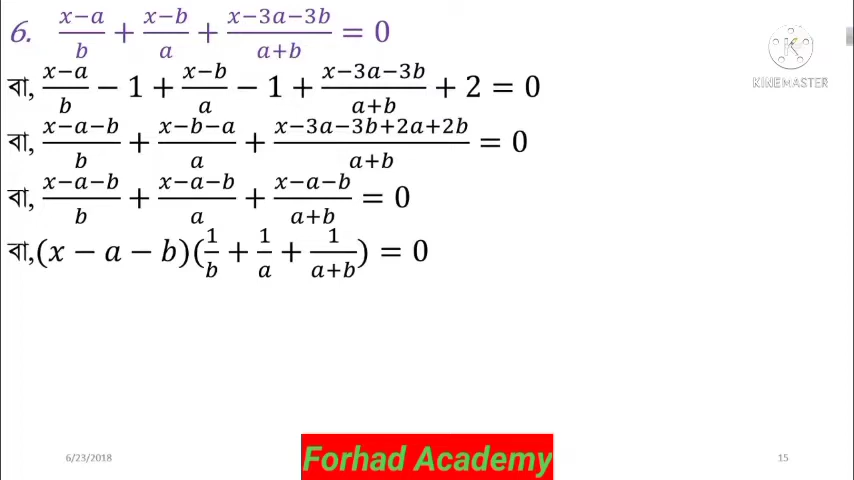 6. (x−a)/b + (x−b)/a + (x−3a−3b)/(a+b) = 0
KINEMASTER
বা, (x−a)/b − 1 + (x−b)/a − 1 + (x−3a−3b)/(a+b) + 2 = 0
বা, (x−a−b)/b + (x−b−a)/a + (x−3a−3b+2a+2b)/(a+b) = 0
বা, (x−a−b)/b + (x−a−b)/a + (x−a−b)/(a+b) = 0
বা,(x − a − b)(1/b + 1/a + 1/(a+b)) = 0
6/23/2018
Forhad Academy
15